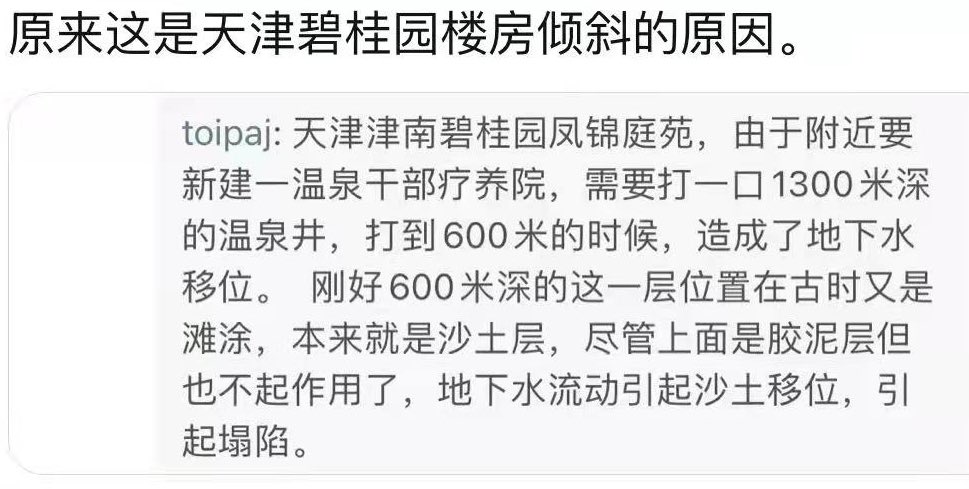 原来这是天津碧桂园楼房倾斜的原因。
toipaj: 天津津南碧桂园凤锦庭苑，由于附近要
新建一温泉干部疗养院，需要打一口1300米深
的温泉井，打到600米的时候，造成了地下水
移位。 刚好600米深的这一层位置在古时又是
滩涂，本来就是沙土层，尽管上面是胶泥层但
也不起作用了，地下水流动引起沙土移位，引
起塌陷。